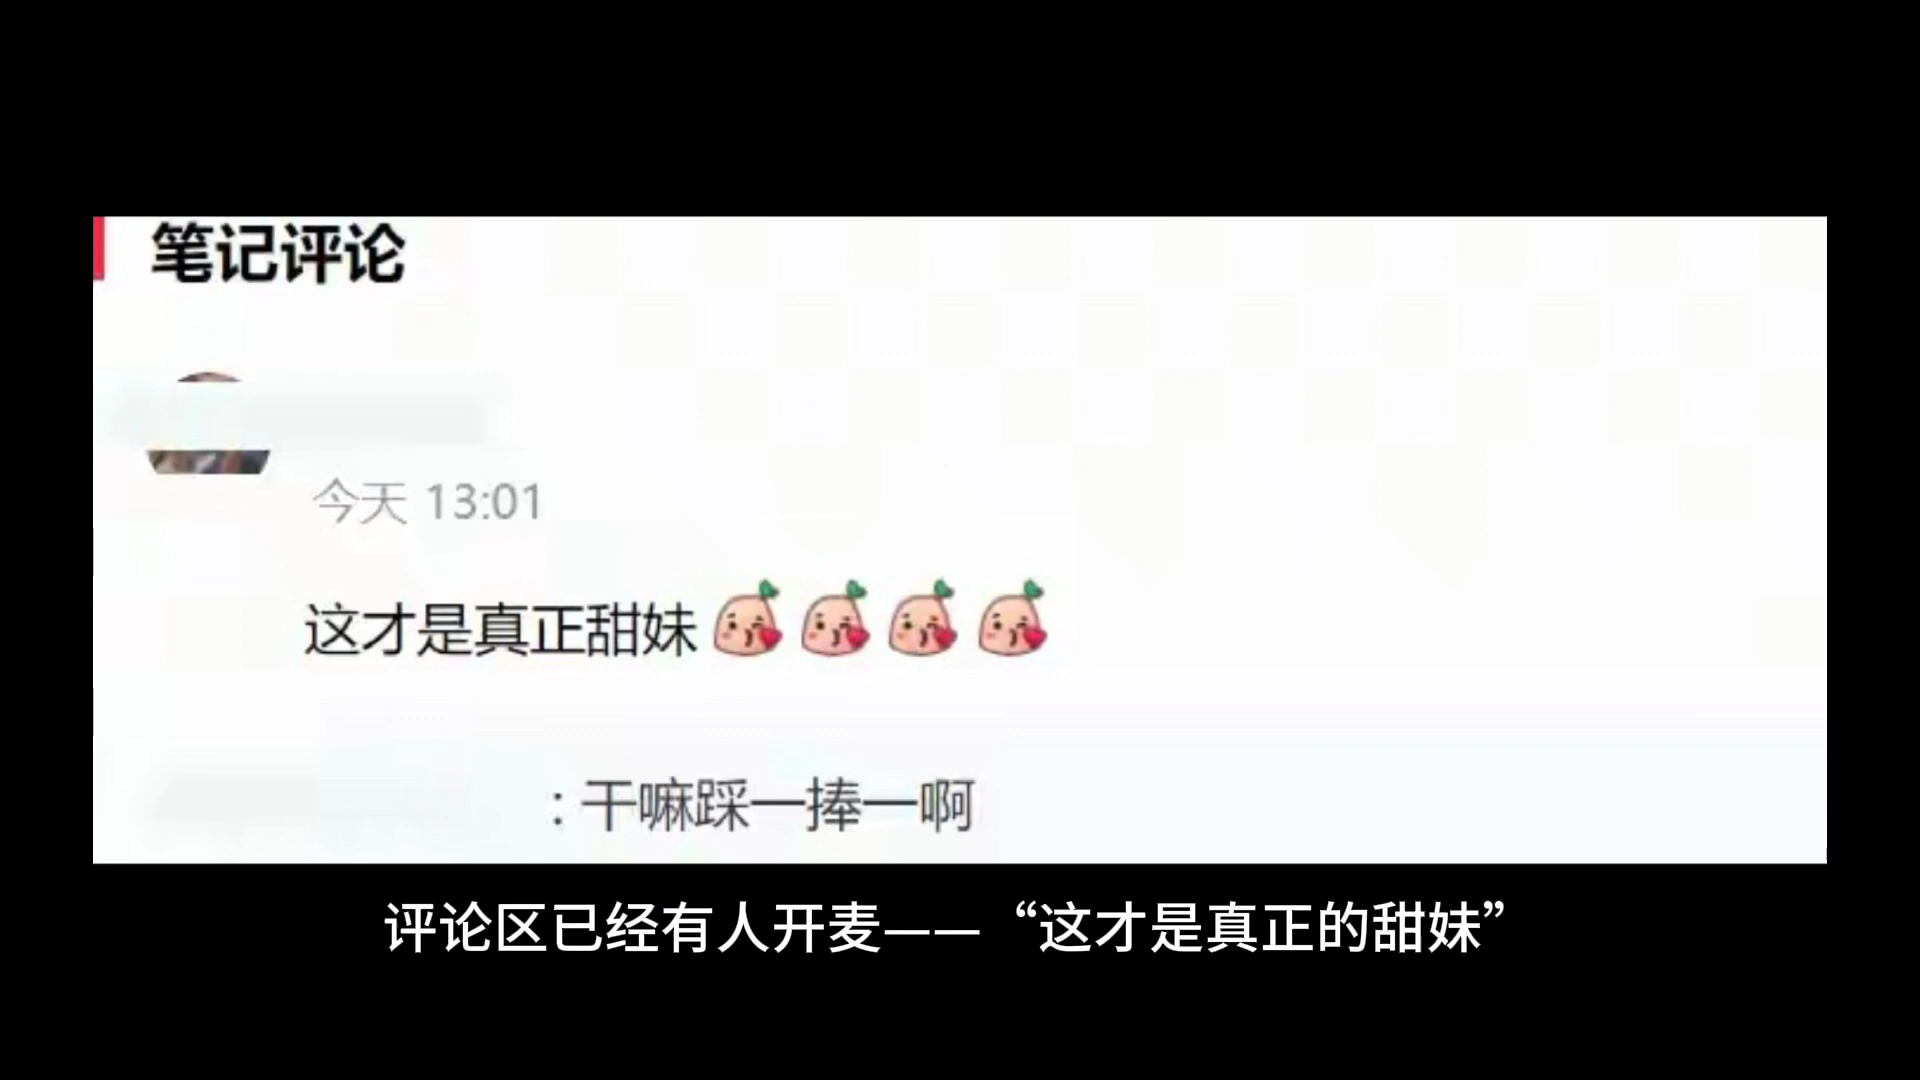 笔记评论
今天 13:01
这才是真正甜妹
: 干嘛踩一捧一啊
评论区已经有人开麦——“这才是真正的甜妹”